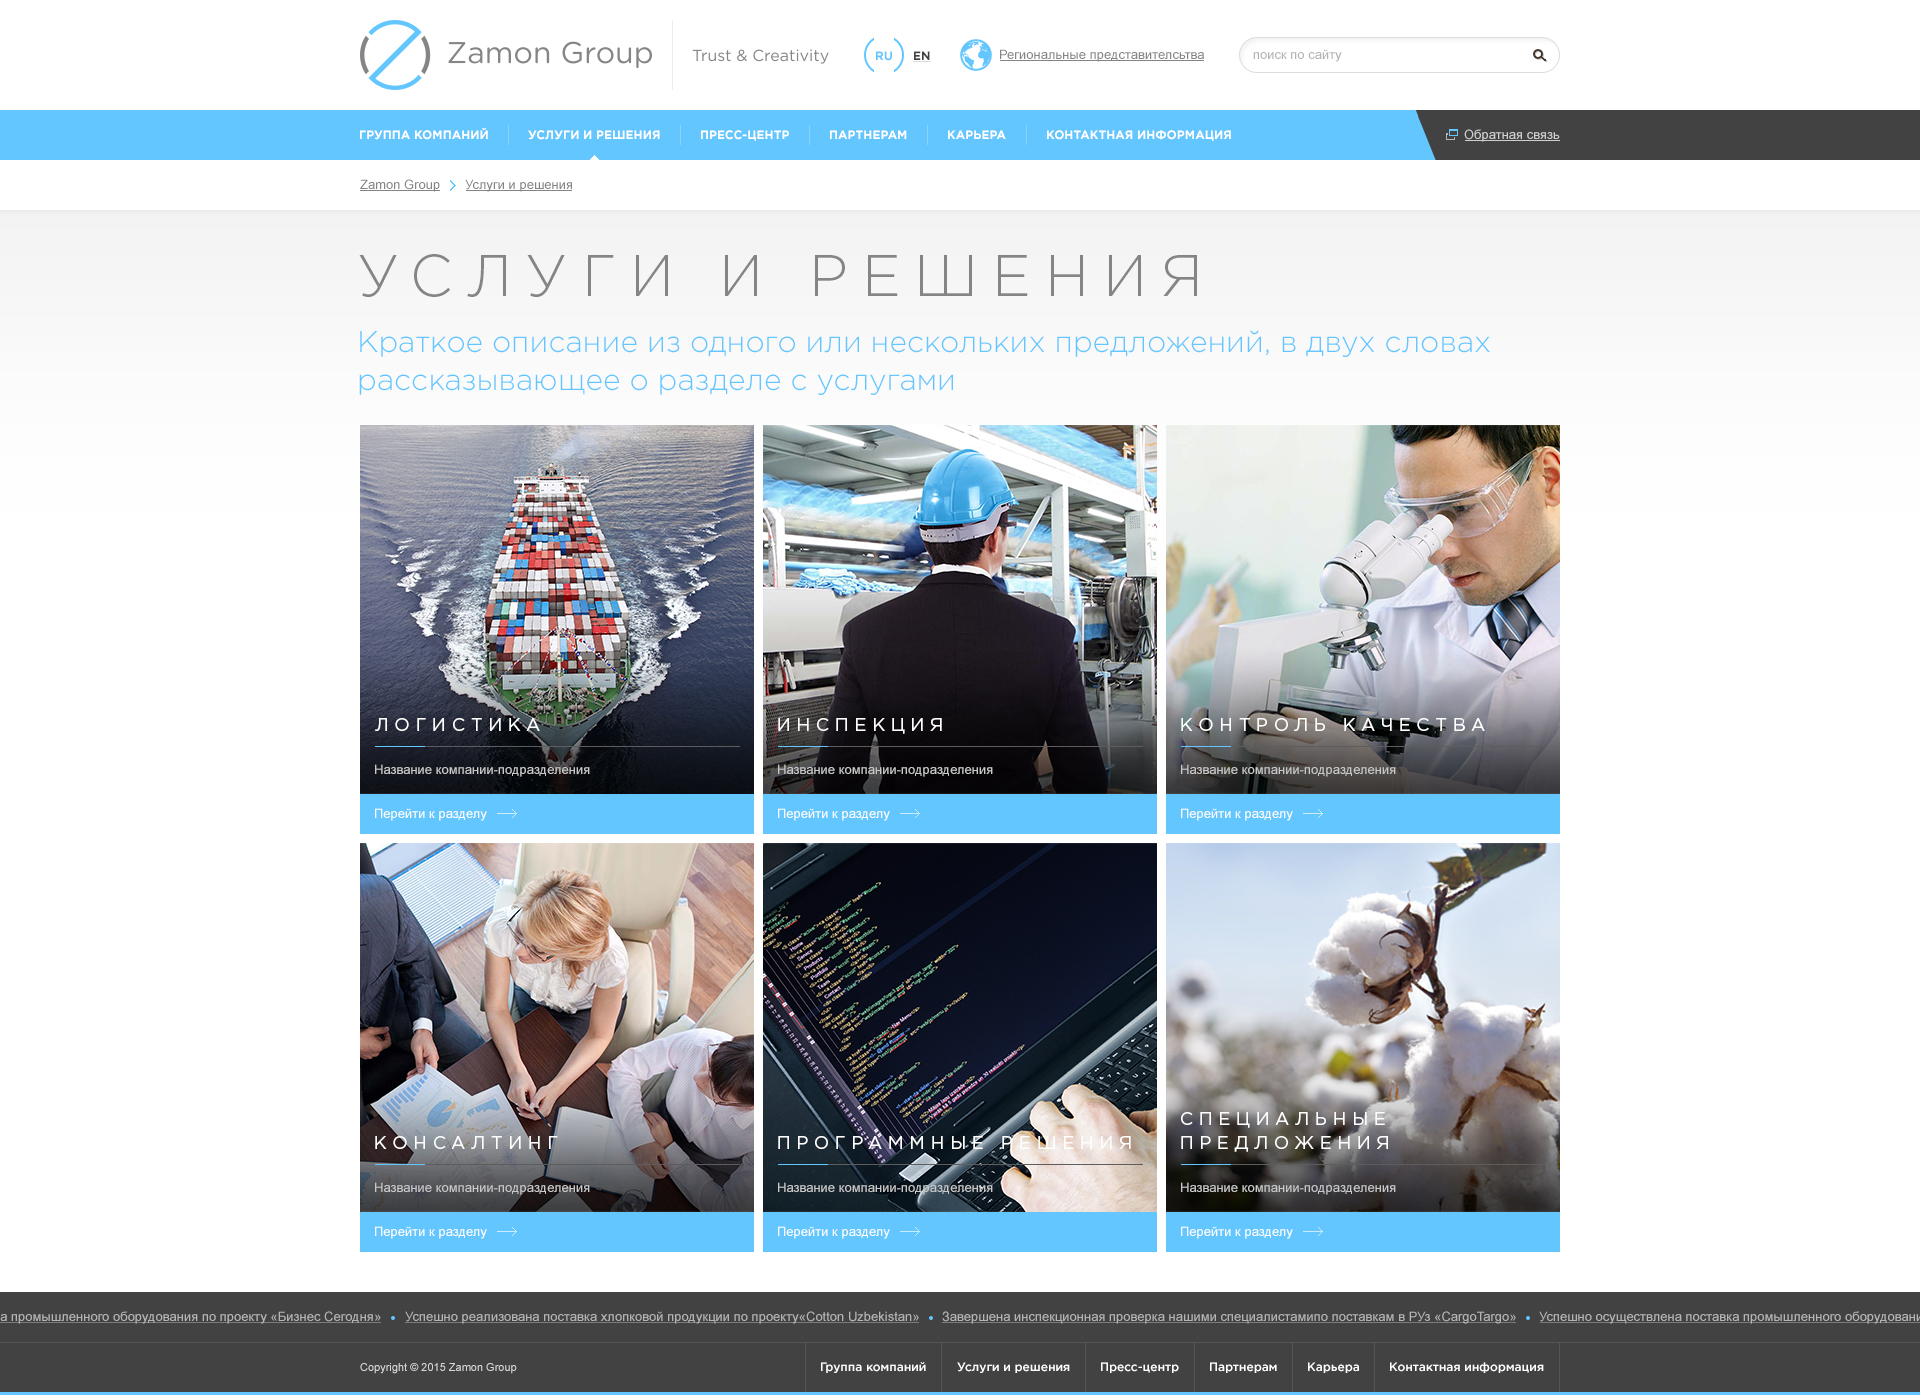 Zamon Group
Trust & Creativity
RU
EN
Региональные представительства
поиск по сайту
ГРУППА КОМПАНИЙ
УСЛУГИ И РЕШЕНИЯ
ПРЕСС-ЦЕНТР
ПАРТНЕРАМ
КАРЬЕРА
КОНТАКТНАЯ ИНФОРМАЦИЯ
Обратная связь
Zamon Group
Услуги и решения
УСЛУГИ И РЕШЕНИЯ
Краткое описание из одного или нескольких предложений, в двух словах
рассказывающее о разделе с услугами
ЛОГИСТИКА
Название компании-подразделения
Перейти к разделу
ИНСПЕКЦИЯ
Название компании-подразделения
Перейти к разделу
КОНТРОЛЬ КАЧЕСТВА
Название компании-подразделения
Перейти к разделу
КОНСАЛТИНГ
Название компании-подразделения
Перейти к разделу
ПРОГРАММНЫЕ РЕШЕНИЯ
Название компании-подразделения
Перейти к разделу
СПЕЦИАЛЬНЫЕ
ПРЕДЛОЖЕНИЯ
Название компании-подразделения
Перейти к разделу
а промышленного оборудования по проекту «Бизнес Сегодня»
Успешно реализована поставка хлопковой продукции по проекту«Cotton Uzbekistan»
Завершена инспекционная проверка нашими специалистамипо поставкам в РУз «CargoTargo»
Успешно осуществлена поставка промышленного оборудовани
Copyright © 2015 Zamon Group
Группа компаний
Услуги и решения
Пресс-центр
Партнерам
Карьера
Контактная информация